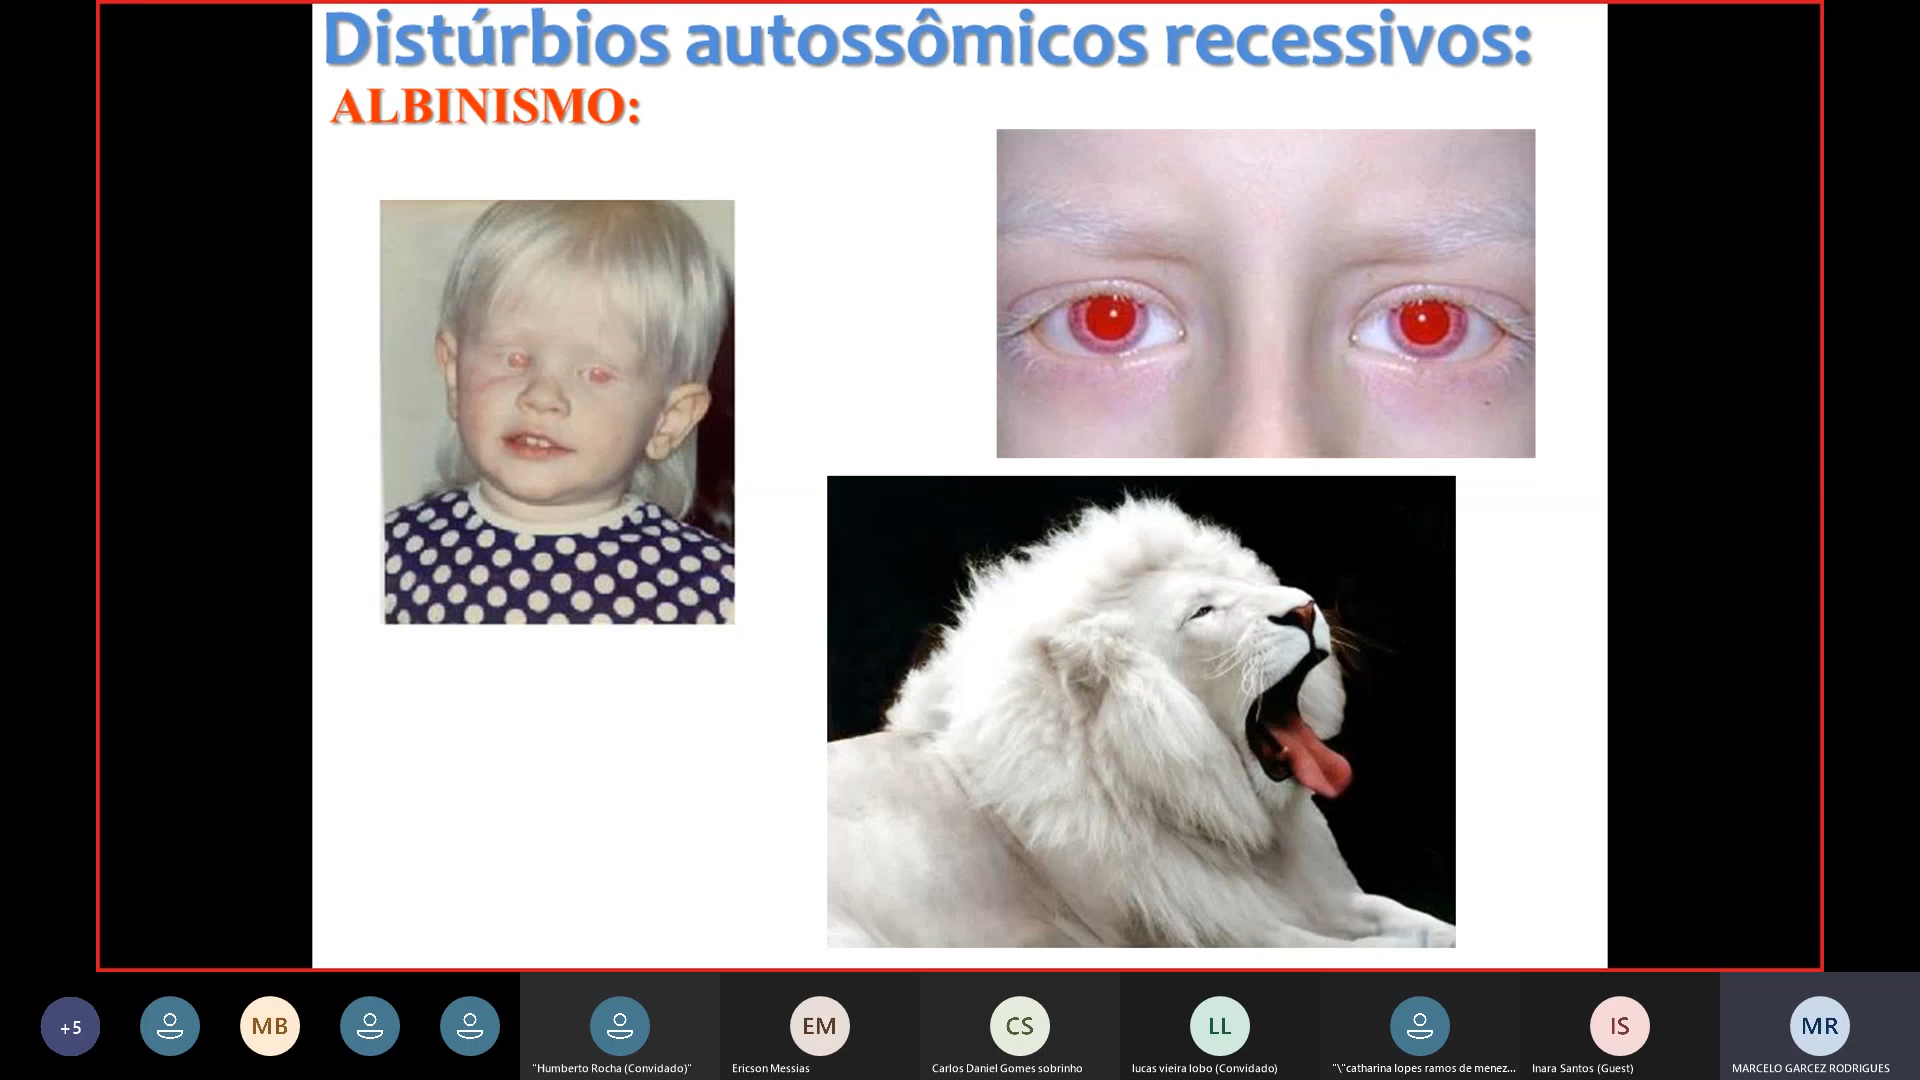 Distúrbios autossômicos recessivos:
ALBINISMO:
+5
MB
EM
CS
LL
IS
MR
"Humberto Rocha (Convidado)"
Ericson Messias
Carlos Daniel Gomes sobrinho
lucas vieira lobo (Convidado)
"\"catharina lopes ramos de menez...
Inara Santos (Guest)
MARCELO GARCEZ RODRIGUES